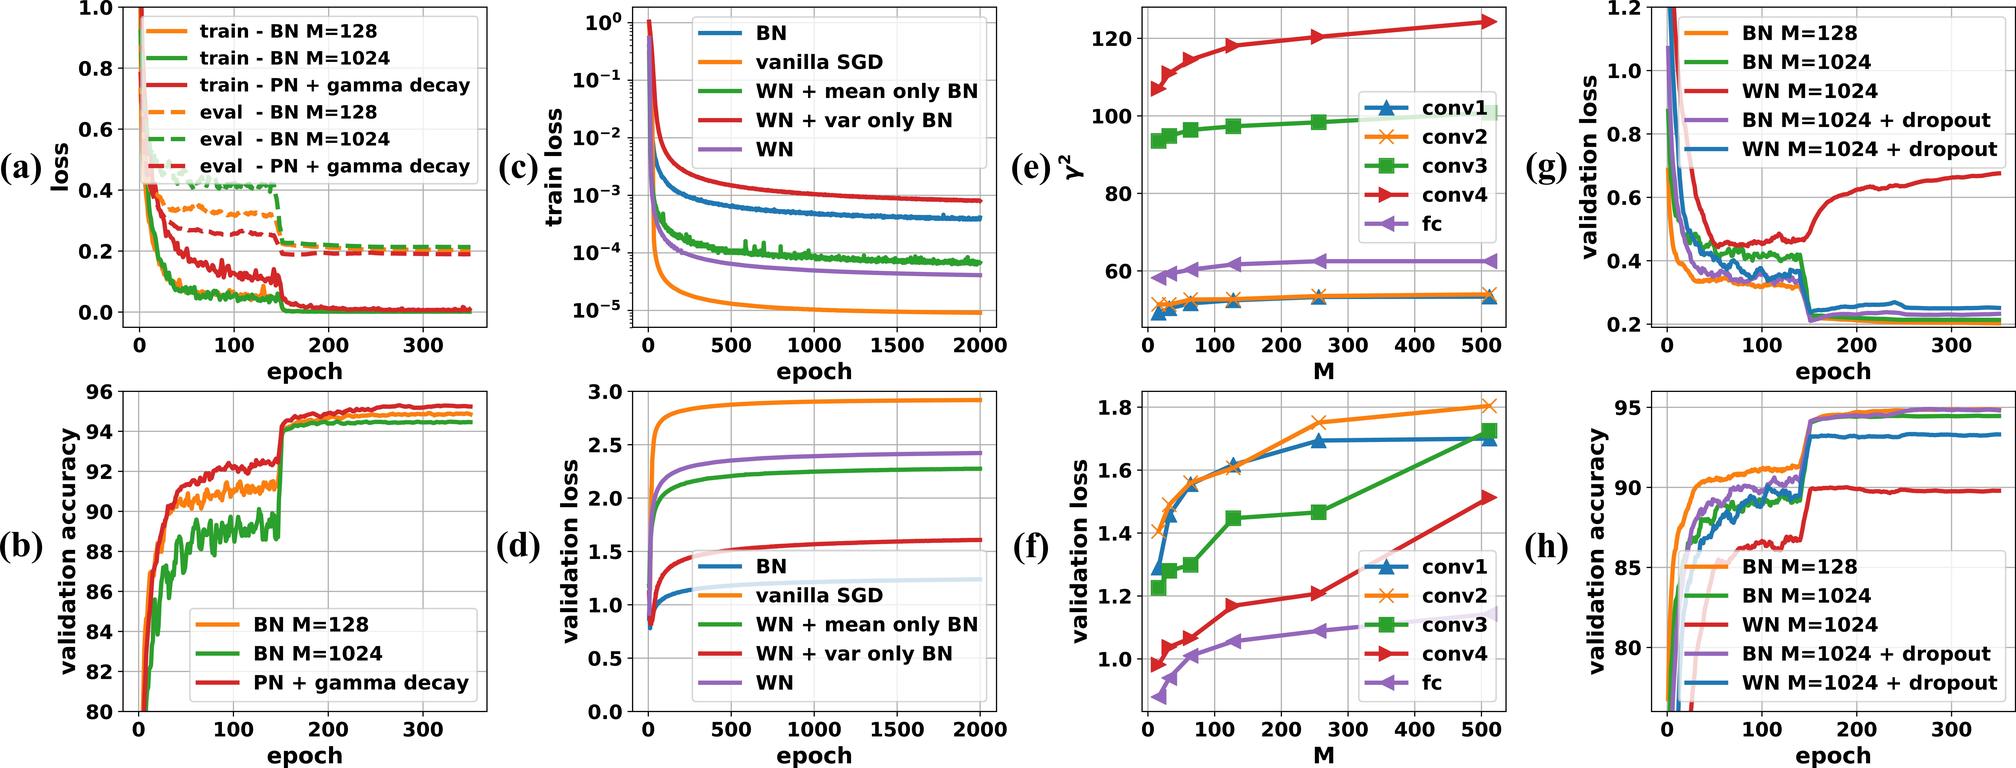 (a)
loss
1.0
0.8
0.6
0.4
0.2
0.0
train - BN M=128
train - BN M=1024
train - PN + gamma decay
eval - BN M=128
eval - BN M=1024
eval - PN + gamma decay
0 100 200 300
epoch
(c)
train loss
10⁰
10⁻¹
10⁻²
10⁻³
10⁻⁴
10⁻⁵
BN
vanilla SGD
WN + mean only BN
WN + var only BN
WN
0 500 1000 1500 2000
epoch
(e)
γ²
120
100
80
60
conv1
conv2
conv3
conv4
fc
0 100 200 300 400 500
M
(g)
validation loss
1.2
1.0
0.8
0.6
0.4
0.2
BN M=128
BN M=1024
WN M=1024
BN M=1024 + dropout
WN M=1024 + dropout
0 100 200 300
epoch
(b)
validation accuracy
96
94
92
90
88
86
84
82
80
BN M=128
BN M=1024
PN + gamma decay
0 100 200 300
epoch
(d)
validation loss
3.0
2.5
2.0
1.5
1.0
0.5
0.0
BN
vanilla SGD
WN + mean only BN
WN + var only BN
WN
0 500 1000 1500 2000
epoch
(f)
validation loss
1.8
1.6
1.4
1.2
1.0
conv1
conv2
conv3
conv4
fc
0 100 200 300 400 500
M
(h)
validation accuracy
95
90
85
80
BN M=128
BN M=1024
WN M=1024
BN M=1024 + dropout
WN M=1024 + dropout
0 100 200 300
epoch